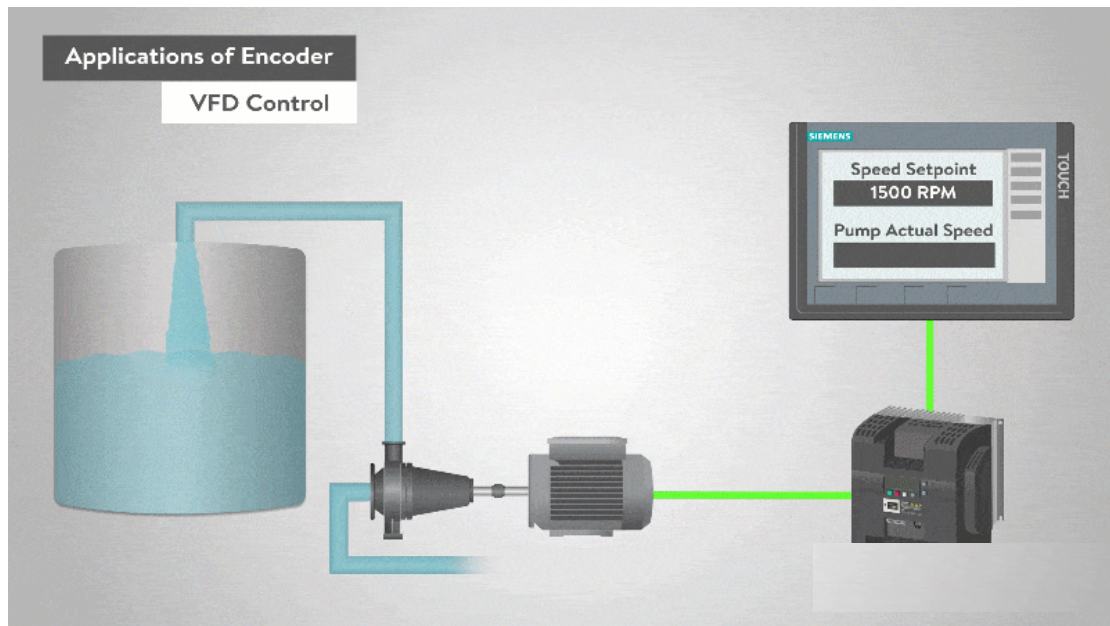 Applications of Encoder
VFD Control
SIEMENS
TOUCH
Speed Setpoint
1500 RPM
Pump Actual Speed